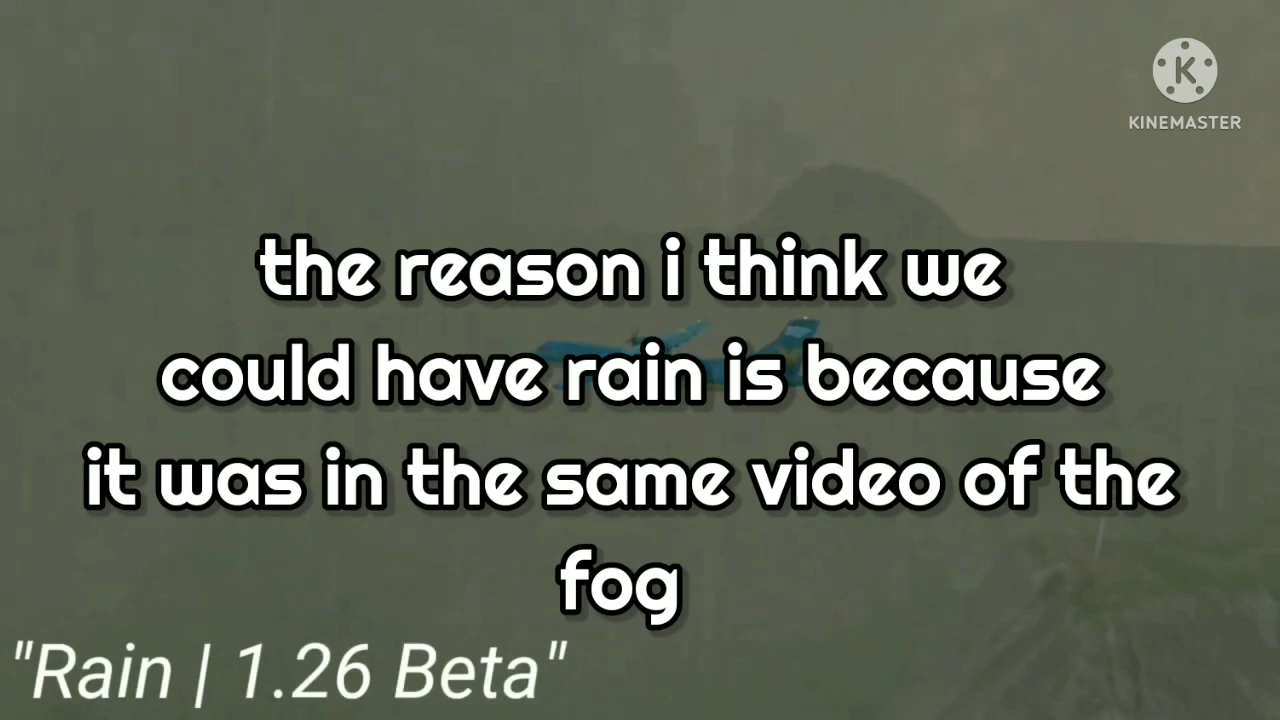 KINEMASTER
the reason i think we
could have rain is because
it was in the same video of the
fog
"Rain | 1.26 Beta"